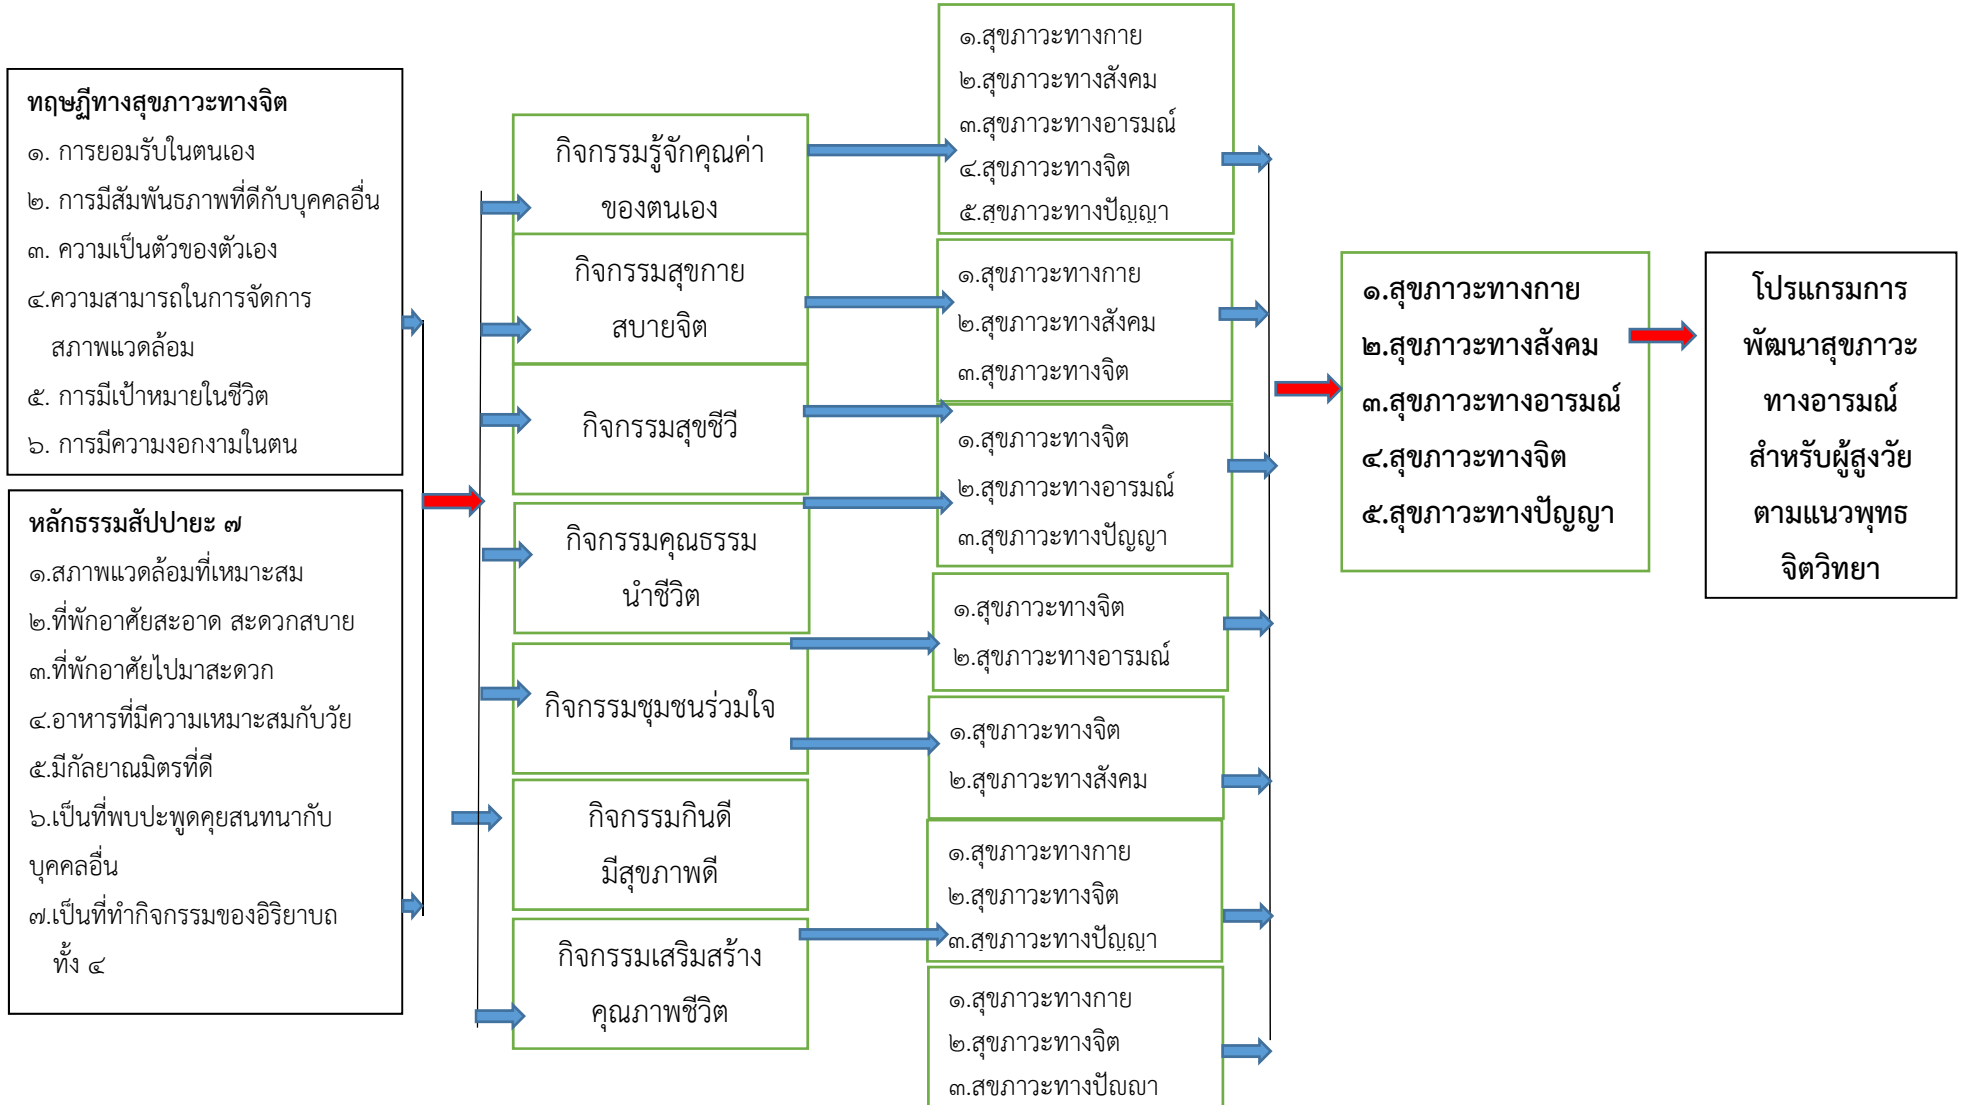 ทฤษฏีทางสุขภาวะทางจิต
๑. การยอมรับในตนเอง
๒. การมีสัมพันธภาพที่ดีกับบุคคลอื่น
๓. ความเป็นตัวของตัวเอง
๔.ความสามารถในการจัดการ
สภาพแวดล้อม
๕. การมีเป้าหมายในชีวิต
๖. การมีความงอกงามในตน
หลักธรรมสัปปายะ ๗
๑.สภาพแวดล้อมที่เหมาะสม
๒.ที่พักอาศัยสะอาด สะดวกสบาย
๓.ที่พักอาศัยไปมาสะดวก
๔.อาหารที่มีความเหมาะสมกับวัย
๕.มีกัลยาณมิตรที่ดี
๖.เป็นที่พบปะพูดคุยสนทนากับ
บุคคลอื่น
๗.เป็นที่ทำกิจกรรมของอิริยาบถ
ทั้ง ๔
กิจกรรมรู้จักคุณค่า
ของตนเอง
กิจกรรมสุขกาย
สบายจิต
กิจกรรมสุขชีวี
กิจกรรมคุณธรรม
นำชีวิต
กิจกรรมชุมชนร่วมใจ
กิจกรรมกินดี
มีสุขภาพดี
กิจกรรมเสริมสร้าง
คุณภาพชีวิต
๑.สุขภาวะทางกาย
๒.สุขภาวะทางสังคม
๓.สุขภาวะทางอารมณ์
๔.สุขภาวะทางจิต
๕.สุขภาวะทางปัญญา
๑.สุขภาวะทางกาย
๒.สุขภาวะทางสังคม
๓.สุขภาวะทางจิต
๑.สุขภาวะทางจิต
๒.สุขภาวะทางอารมณ์
๓.สุขภาวะทางปัญญา
๑.สุขภาวะทางจิต
๒.สุขภาวะทางอารมณ์
๑.สุขภาวะทางจิต
๒.สุขภาวะทางสังคม
๑.สุขภาวะทางกาย
๒.สุขภาวะทางจิต
๓.สุขภาวะทางปัญญา
๑.สุขภาวะทางกาย
๒.สุขภาวะทางจิต
๓.สุขภาวะทางปัญญา
๑.สุขภาวะทางกาย
๒.สุขภาวะทางสังคม
๓.สุขภาวะทางอารมณ์
๔.สุขภาวะทางจิต
๕.สุขภาวะทางปัญญา
โปรแกรมการ
พัฒนาสุขภาวะ
ทางอารมณ์
สำหรับผู้สูงวัย
ตามแนวพุทธ
จิตวิทยา